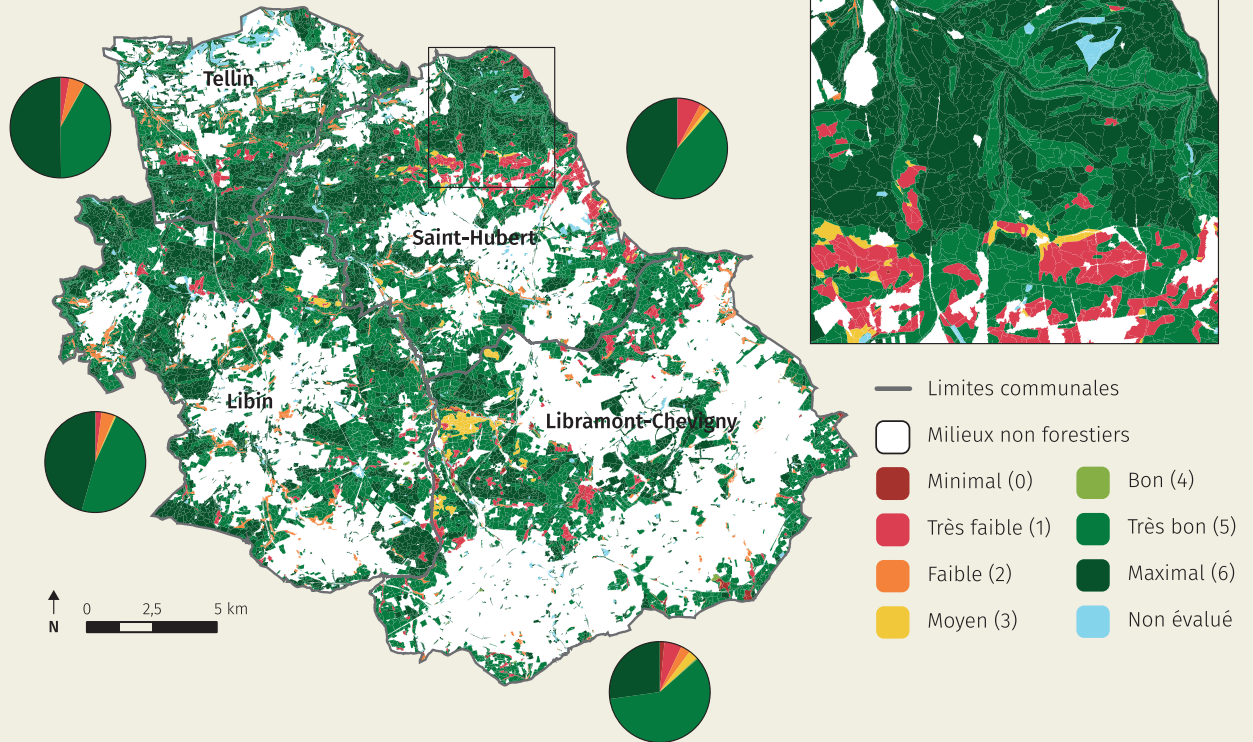 Tellin
Saint-Hubert
Libin
Libramont-Chevigny
Limites communales
Milieux non forestiers
Minimal (0)
Bon (4)
Très faible (1)
Très bon (5)
Faible (2)
Maximal (6)
Moyen (3)
Non évalué
0 2,5 5 km
N